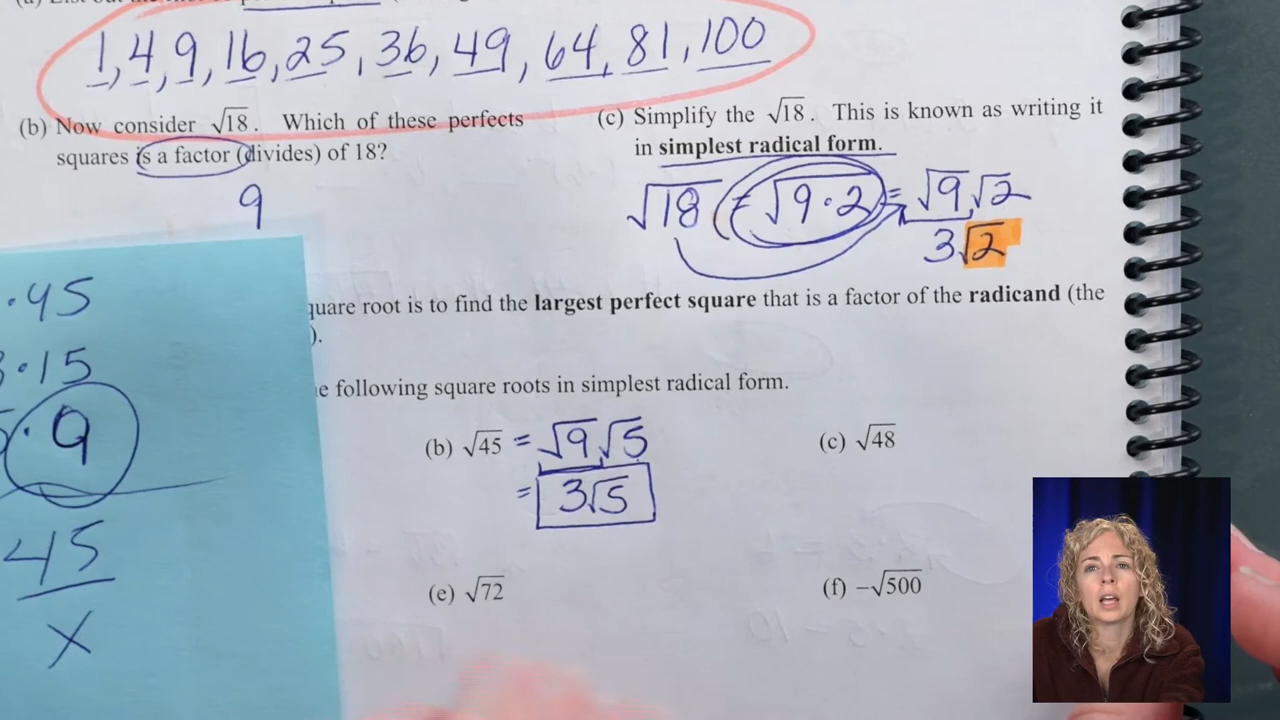 1, 4, 9, 16, 25, 36, 49, 64, 81, 100
(b) Now consider √18. Which of these perfects
squares is a factor (divides) of 18?
9
(c) Simplify the √18. This is known as writing it
in simplest radical form.
√18 = √9·2 = √9√2
3√2
·45
·15
·9
45
x
quare root is to find the largest perfect square that is a factor of the radicand (the
).
e following square roots in simplest radical form.
(b) √45 = √9√5
= 3√5
(c) √48
(e) √72
(f) −√500